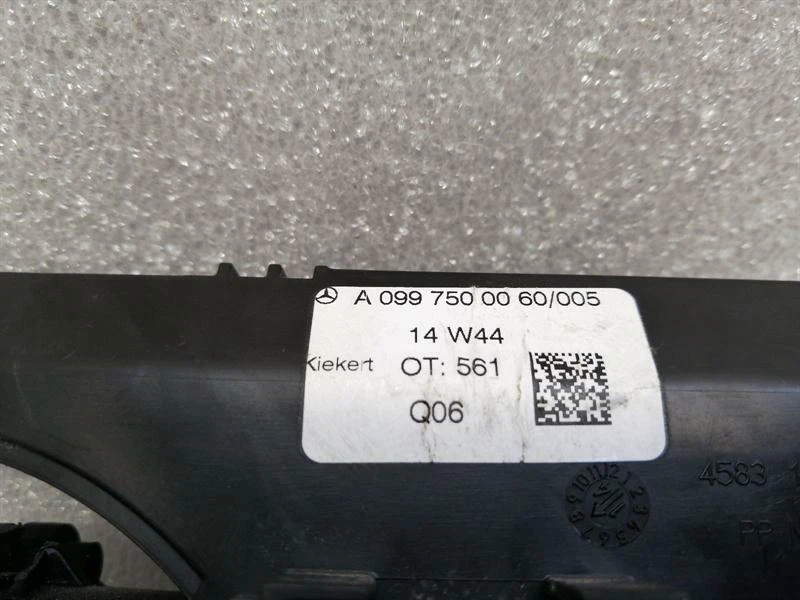 A 099 750 00 60/005
14 W44
Kiekert OT: 561
Q06
4583
PP